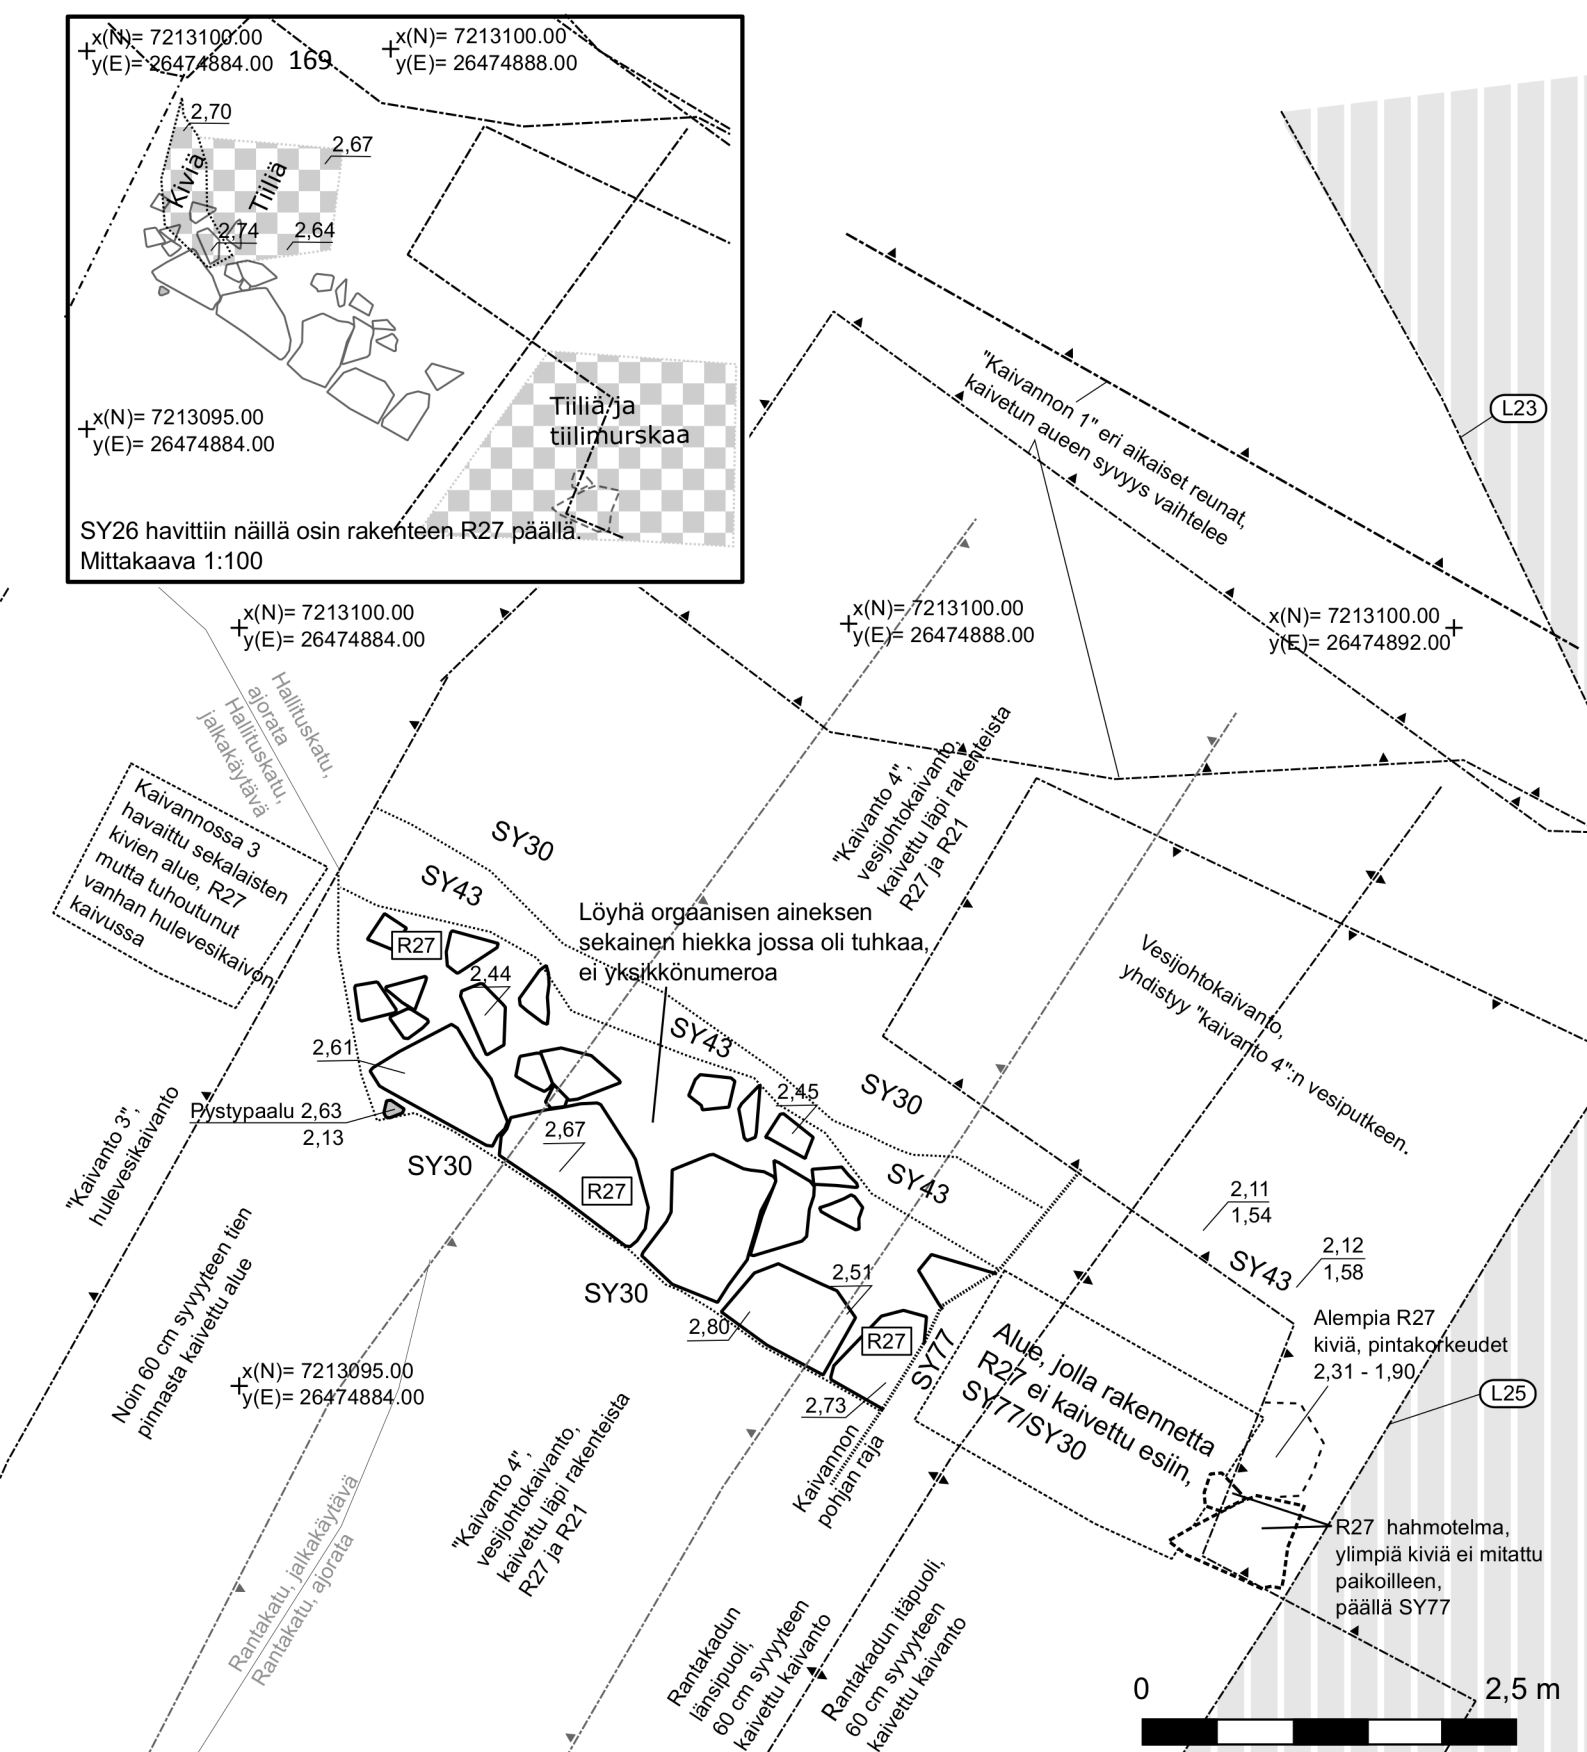 x(N)= 7213100.00
y(E)= 26474884.00
169
x(N)= 7213100.00
y(E)= 26474888.00
2,70
2,67
Kiviä
Tiiliä
2,74
2,64
x(N)= 7213095.00
y(E)= 26474884.00
Tiiliä ja
tiilimurskaa
SY26 havittiin näillä osin rakenteen R27 päällä.
Mittakaava 1:100
"Kaivannon 1" eri aikaiset reunat,
kaivetun aueen syvyys vaihtelee
L23
x(N)= 7213100.00
y(E)= 26474884.00
x(N)= 7213100.00
y(E)= 26474888.00
x(N)= 7213100.00
y(E)= 26474892.00
Hallituskatu,
ajorata
Hallituskatu,
jalkakäytävä
Kaivannossa 3
havaittu sekalaisten
kivien alue, R27
mutta tuhoutunut
vanhan hulevesikaivon
kaivussa
SY30
SY43
"Kaivanto 4",
vesijohtokaivanto,
kaivettu läpi rakenteista
R27 ja R21
Löyhä orgaanisen aineksen
sekainen hiekka jossa oli tuhkaa,
ei yksikkönumeroa
R27
2,44
Vesijohtokaivanto,
yhdistyy "kaivanto 4":n vesiputkeen.
SY43
2,61
SY30
2,45
Pystypaalu 2,63
2,13
2,67
SY30
R27
SY43
"Kaivanto 3",
hulevesikaivanto
2,11
1,54
2,12
1,58
SY43
SY30
2,51
2,80
R27
SY77
2,73
Noin 60 cm syvyyteen tien
pinnasta kaivettu alue
x(N)= 7213095.00
y(E)= 26474884.00
Alue, jolla rakennetta
R27 ei kaivettu esiin,
SY77/SY30
Alempia R27
kiviä, pintakorkeudet
2,31 - 1,90
L25
Kaivannon
pohjan raja
"Kaivanto 4",
vesijohtokaivanto,
kaivettu läpi rakenteista
R27 ja R21
R27 hahmotelma,
ylimpiä kiviä ei mitattu
paikoilleen,
päällä SY77
Rantakatu, jalkakäytävä
Rantakatu, ajorata
Rantakadun
länsipuoli,
60 cm syvyyteen
kaivettu kaivanto
Rantakadun itäpuoli,
60 cm syvyyteen
kaivettu kaivanto
0
2,5 m